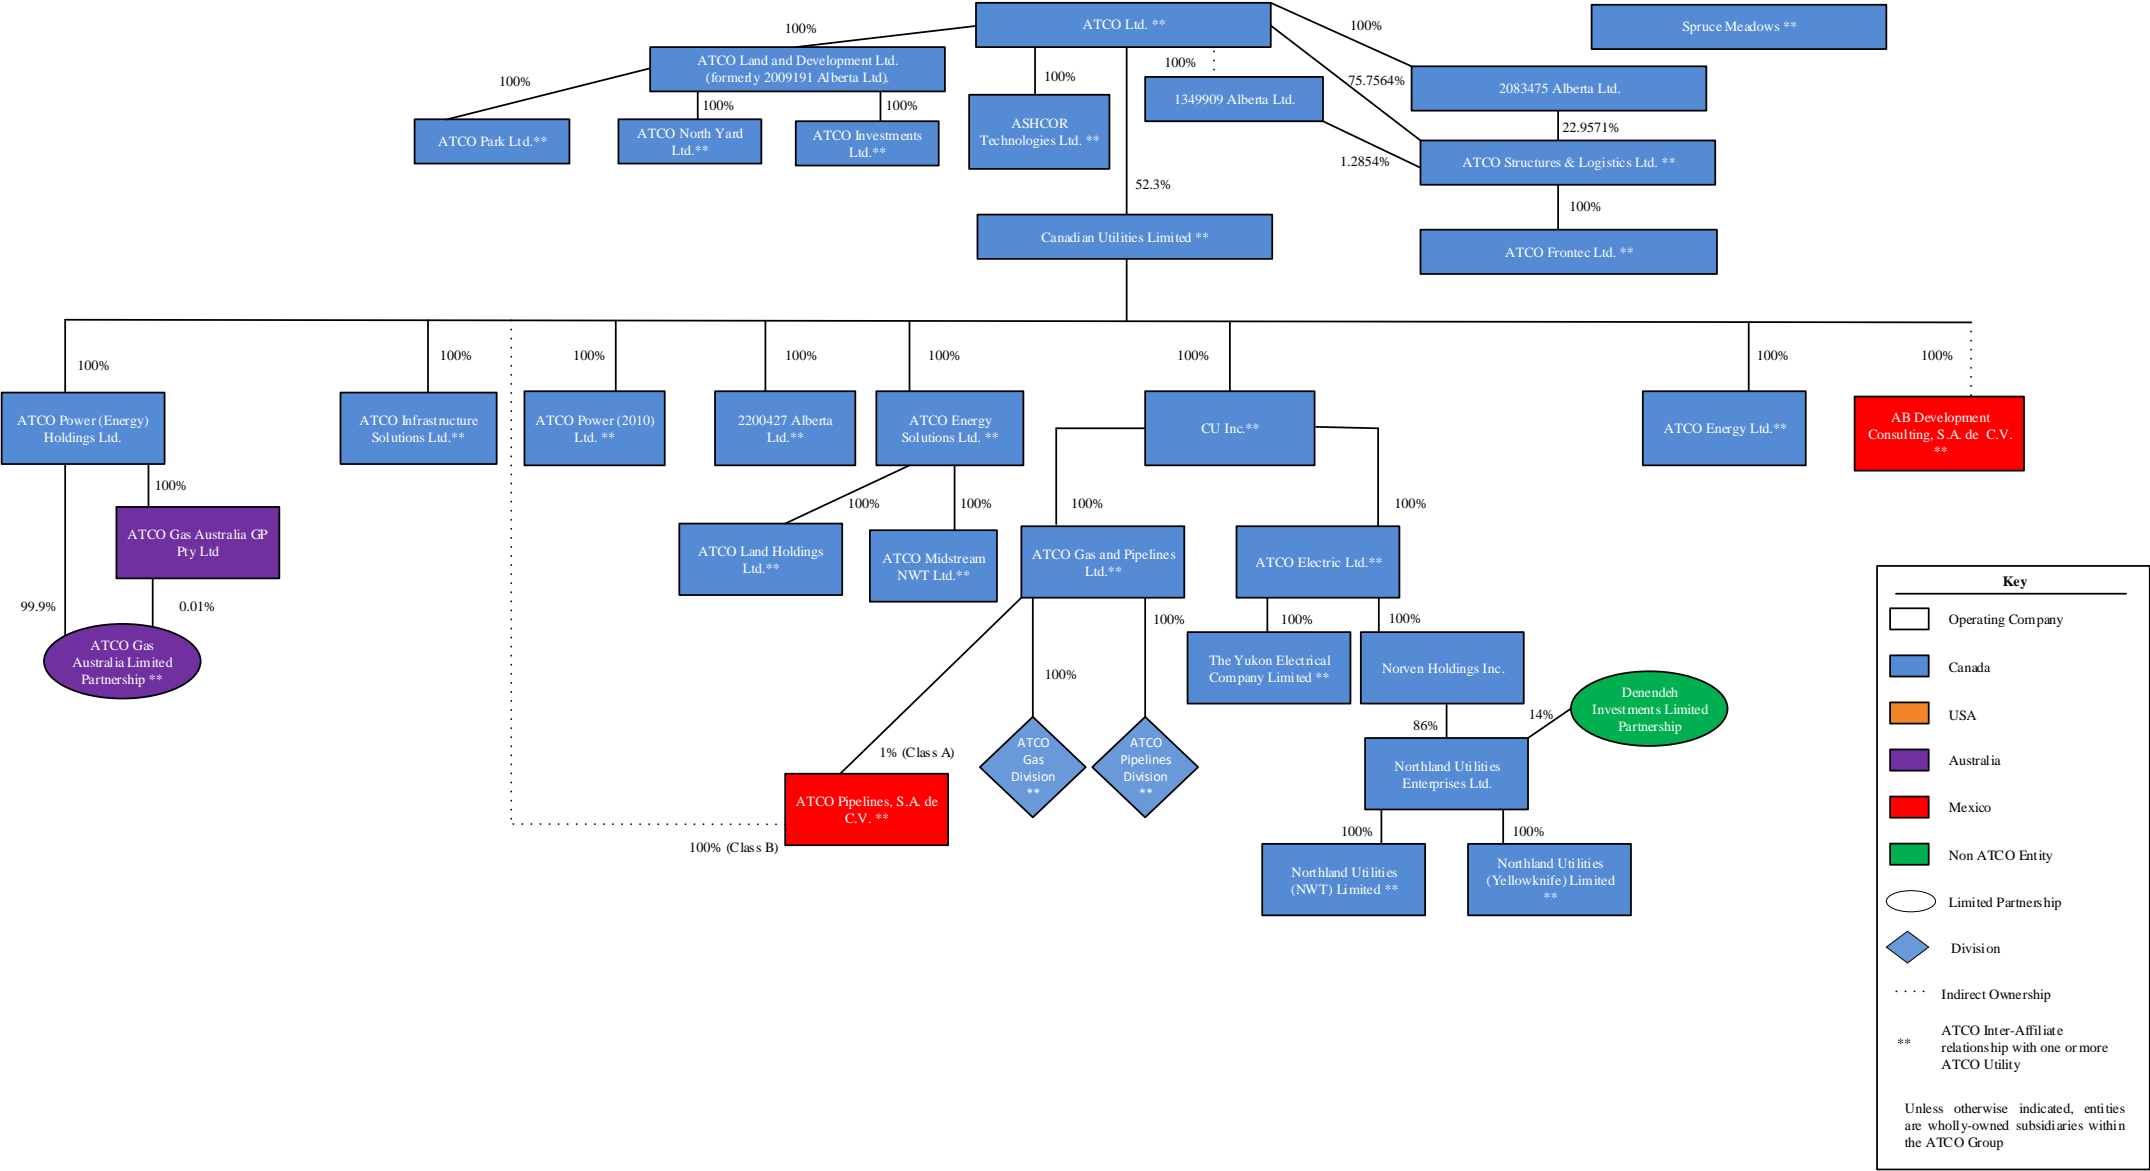 ATCO Ltd. **
Spruce Meadows **
100%
100%
ATCO Land and Development Ltd.
(formerly 2009191 Alberta Ltd).
100%
100%
100%
75.7564%
2083475 Alberta Ltd.
1349909 Alberta Ltd.
100%
100%
100%
ASHCOR
Technologies Ltd. **
22.9571%
ATCO Park Ltd.**
ATCO North Yard
Ltd.**
ATCO Investments
Ltd.**
1.2854%
ATCO Structures & Logistics Ltd. **
52.3%
100%
Canadian Utilities Limited **
ATCO Frontec Ltd. **
100%
100%
100%
100%
100%
100%
100%
100%
ATCO Power (Energy)
Holdings Ltd.
ATCO Infrastructure
Solutions Ltd.**
ATCO Power (2010)
Ltd. **
2200427 Alberta
Ltd.**
ATCO Energy
Solutions Ltd. **
CU Inc.**
ATCO Energy Ltd.**
AB Development
Consulting, S.A. de C.V.
**
100%
100%
100%
100%
100%
ATCO Gas Australia GP
Pty Ltd
ATCO Land Holdings
Ltd.**
ATCO Midstream
NWT Ltd.**
ATCO Gas and Pipelines
Ltd.**
ATCO Electric Ltd.**
99.9%
0.01%
100%
100%
100%
ATCO Gas
Australia Limited
Partnership **
100%
The Yukon Electrical
Company Limited **
Norven Holdings Inc.
Denendeh
Investments Limited
Partnership
86%
14%
1% (Class A)
ATCO
Gas
Division
**
ATCO
Pipelines
Division
**
Northland Utilities
Enterprises Ltd.
ATCO Pipelines, S.A. de
C.V. **
100% (Class B)
100%
100%
Northland Utilities
(NWT) Limited **
Northland Utilities
(Yellowknife) Limited
**
Key
Operating Company
Canada
USA
Australia
Mexico
Non ATCO Entity
Limited Partnership
Division
Indirect Ownership
**
ATCO Inter-Affiliate
relationship with one or more
ATCO Utility
Unless otherwise indicated, entities
are wholly-owned subsidiaries within
the ATCO Group